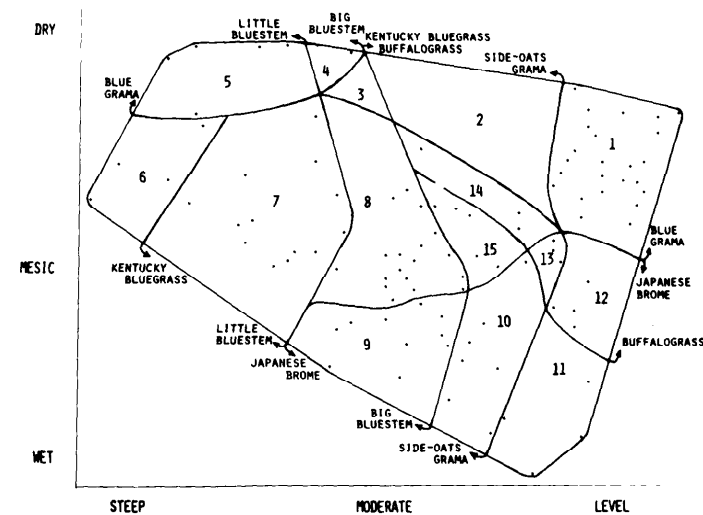 DRY
LITTLE
BLUESTEM
BIG
BLUESTEM
KENTUCKY BLUEGRASS
BUFFALOGRASS
SIDE-OATS
GRAMA
BLUE
GRAMA
5
4
3
2
1
6
7
8
14
15
13
12
BLUE
GRAMA
MESIC
KENTUCKY
BLUEGRASS
JAPANESE
BROME
LITTLE
BLUESTEM
JAPANESE
BROME
9
10
11
BUFFALOGRASS
BIG
BLUESTEM
SIDE-OATS
GRAMA
WET
STEEP
MODERATE
LEVEL